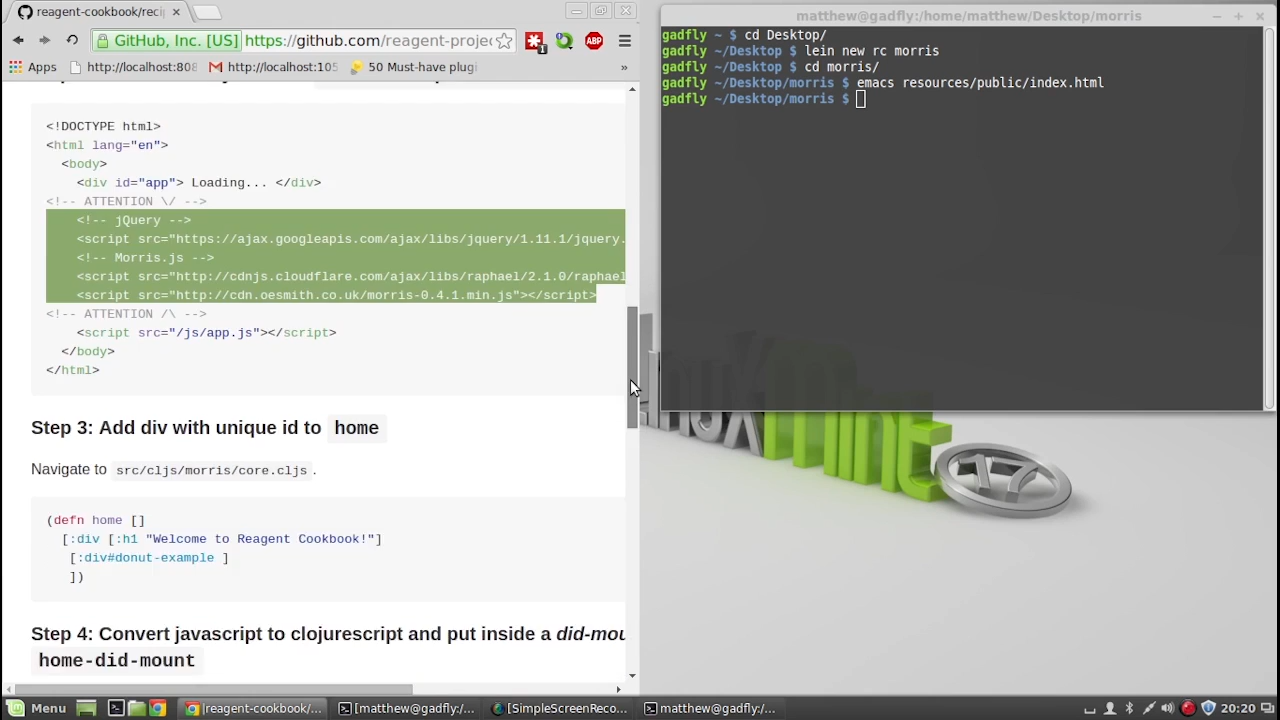 reagent-cookbook/reci
GitHub, Inc. [US] https://github.com/reagent-projec
1
ABP
Apps http://localhost:808 http://localhost:105 50 Must-have plugi »
<!DOCTYPE html>
<html lang="en">
<body>
<div id="app"> Loading... </div>
<!-- ATTENTION \/ -->
<!-- jQuery -->
<script src="https://ajax.googleapis.com/ajax/libs/jquery/1.11.1/jquery.
<!-- Morris.js -->
<script src="http://cdnjs.cloudflare.com/ajax/libs/raphael/2.1.0/raphael
<script src="http://cdn.oesmith.co.uk/morris-0.4.1.min.js"></script>
<!-- ATTENTION /\ -->
<script src="/js/app.js"></script>
</body>
</html>
Step 3: Add div with unique id to home
Navigate to src/cljs/morris/core.cljs.
(defn home []
[:div [:h1 "Welcome to Reagent Cookbook!"]
[:div#donut-example ]
])
Step 4: Convert javascript to clojurescript and put inside a did-mou
home-did-mount
matthew@gadfly:/home/matthew/Desktop/morris
gadfly ~ $ cd Desktop/
gadfly ~/Desktop $ lein new rc morris
gadfly ~/Desktop $ cd morris/
gadfly ~/Desktop/morris $ emacs resources/public/index.html
gadfly ~/Desktop/morris $
Linux Mint
17
Menu [reagent-cookbook/... [matthew@gadfly:/... [SimpleScreenReco... matthew@gadfly:/... 20:20